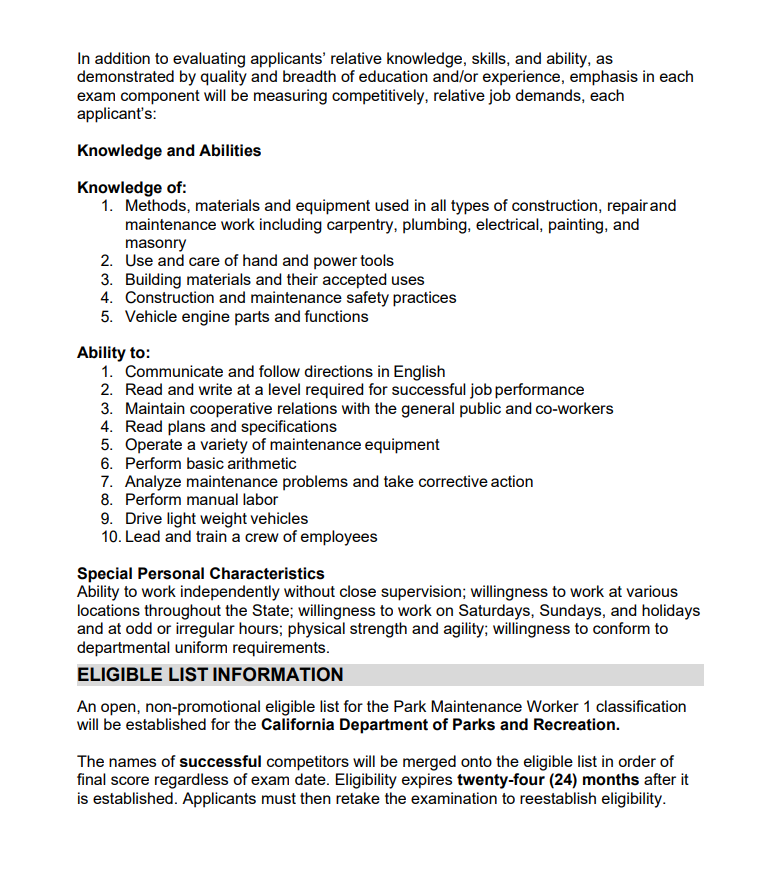 In addition to evaluating applicants’ relative knowledge, skills, and ability, as
demonstrated by quality and breadth of education and/or experience, emphasis in each
exam component will be measuring competitively, relative job demands, each
applicant’s:
Knowledge and Abilities
Knowledge of:
1. Methods, materials and equipment used in all types of construction, repair and
maintenance work including carpentry, plumbing, electrical, painting, and
masonry
2. Use and care of hand and power tools
3. Building materials and their accepted uses
4. Construction and maintenance safety practices
5. Vehicle engine parts and functions
Ability to:
1. Communicate and follow directions in English
2. Read and write at a level required for successful job performance
3. Maintain cooperative relations with the general public and co-workers
4. Read plans and specifications
5. Operate a variety of maintenance equipment
6. Perform basic arithmetic
7. Analyze maintenance problems and take corrective action
8. Perform manual labor
9. Drive light weight vehicles
10. Lead and train a crew of employees
Special Personal Characteristics
Ability to work independently without close supervision; willingness to work at various
locations throughout the State; willingness to work on Saturdays, Sundays, and holidays
and at odd or irregular hours; physical strength and agility; willingness to conform to
departmental uniform requirements.
ELIGIBLE LIST INFORMATION
An open, non-promotional eligible list for the Park Maintenance Worker 1 classification
will be established for the California Department of Parks and Recreation.
The names of successful competitors will be merged onto the eligible list in order of
final score regardless of exam date. Eligibility expires twenty-four (24) months after it
is established. Applicants must then retake the examination to reestablish eligibility.